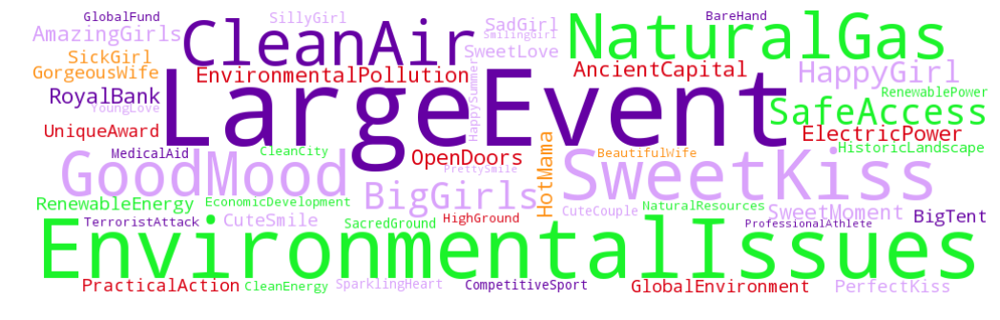 GlobalFund
SillyGirl
BareHand
AmazingGirls
CleanAir
SadGirl
SmilingGirl
NaturalGas
SickGirl
SweetLove
GorgeousWife
EnvironmentalPollution
AncientCapital
HappyGirl
RoyalBank
LargeEvent
HappySummer
RenewablePower
YoungLove
SafeAccess
UniqueAward
ElectricPower
MedicalAid
CleanCity
OpenDoors
HotMama
BeautifulWife
HistoricLandscape
GoodMood
PrettySmile
SweetKiss
BigGirls
RenewableEnergy
EconomicDevelopment
CuteCouple
NaturalResources
SweetMoment
BigTent
TerroristAttack
CuteSmile
SacredGround
HighGround
ProfessionalAthlete
EnvironmentalIssues
PracticalAction
CleanEnergy
SparklingHeart
CompetitiveSport
GlobalEnvironment
PerfectKiss